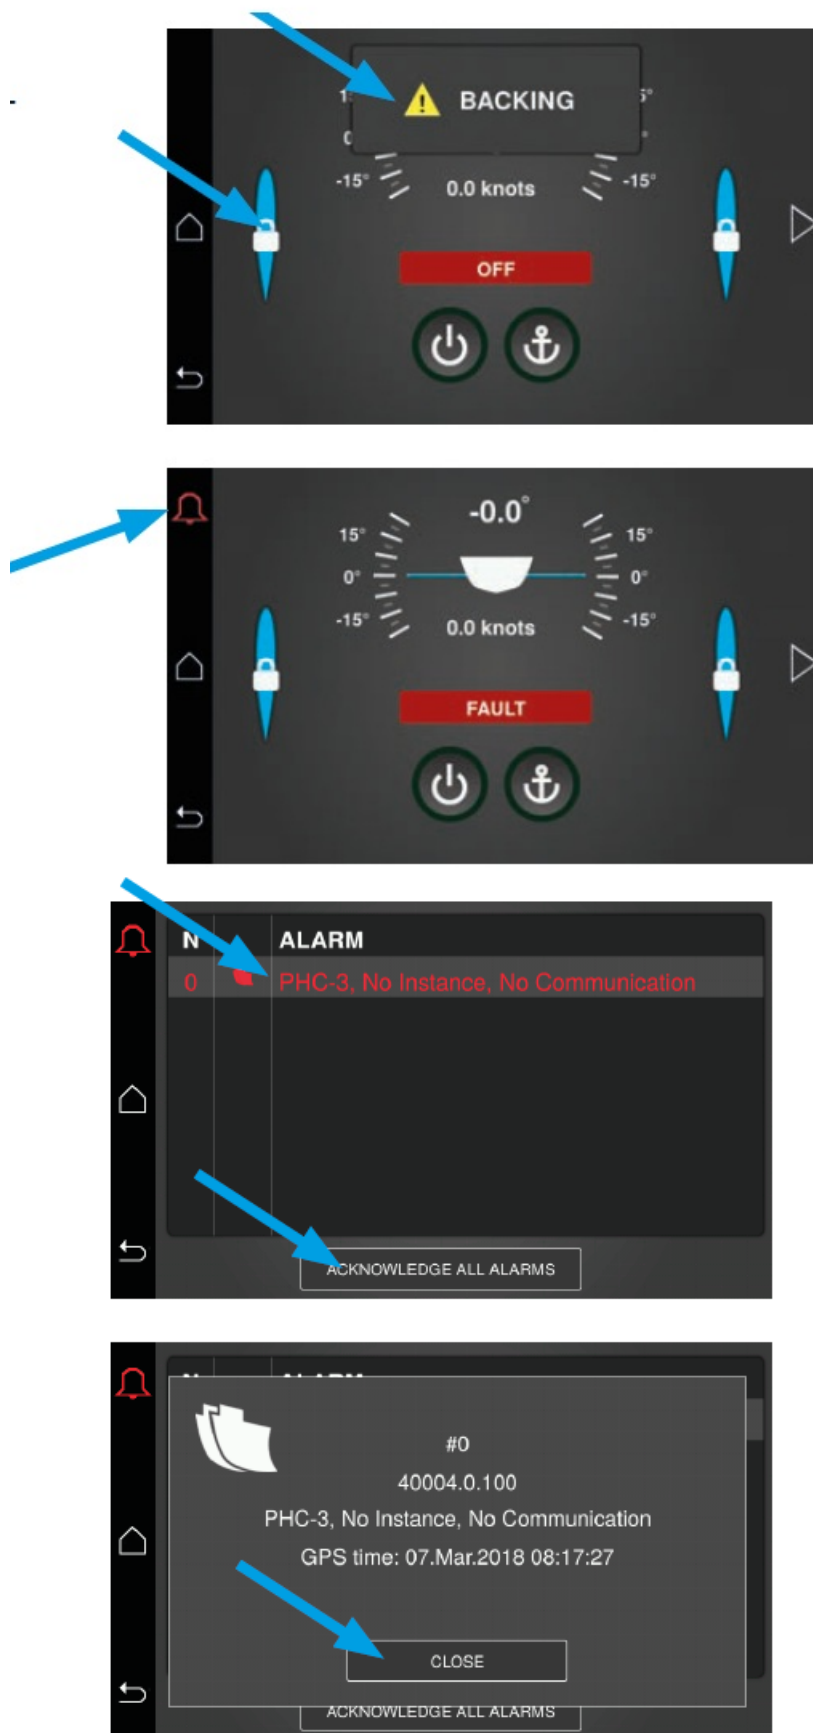 BACKING
15°
0°
-15°
-15°
0.0 knots
OFF
-0.0°
15°
15°
0°
0°
-15°
-15°
0.0 knots
FAULT
N ALARM
0 PHC-3, No Instance, No Communication
ACKNOWLEDGE ALL ALARMS
#0
40004.0.100
PHC-3, No Instance, No Communication
GPS time: 07.Mar.2018 08:17:27
CLOSE
ACKNOWLEDGE ALL ALARMS